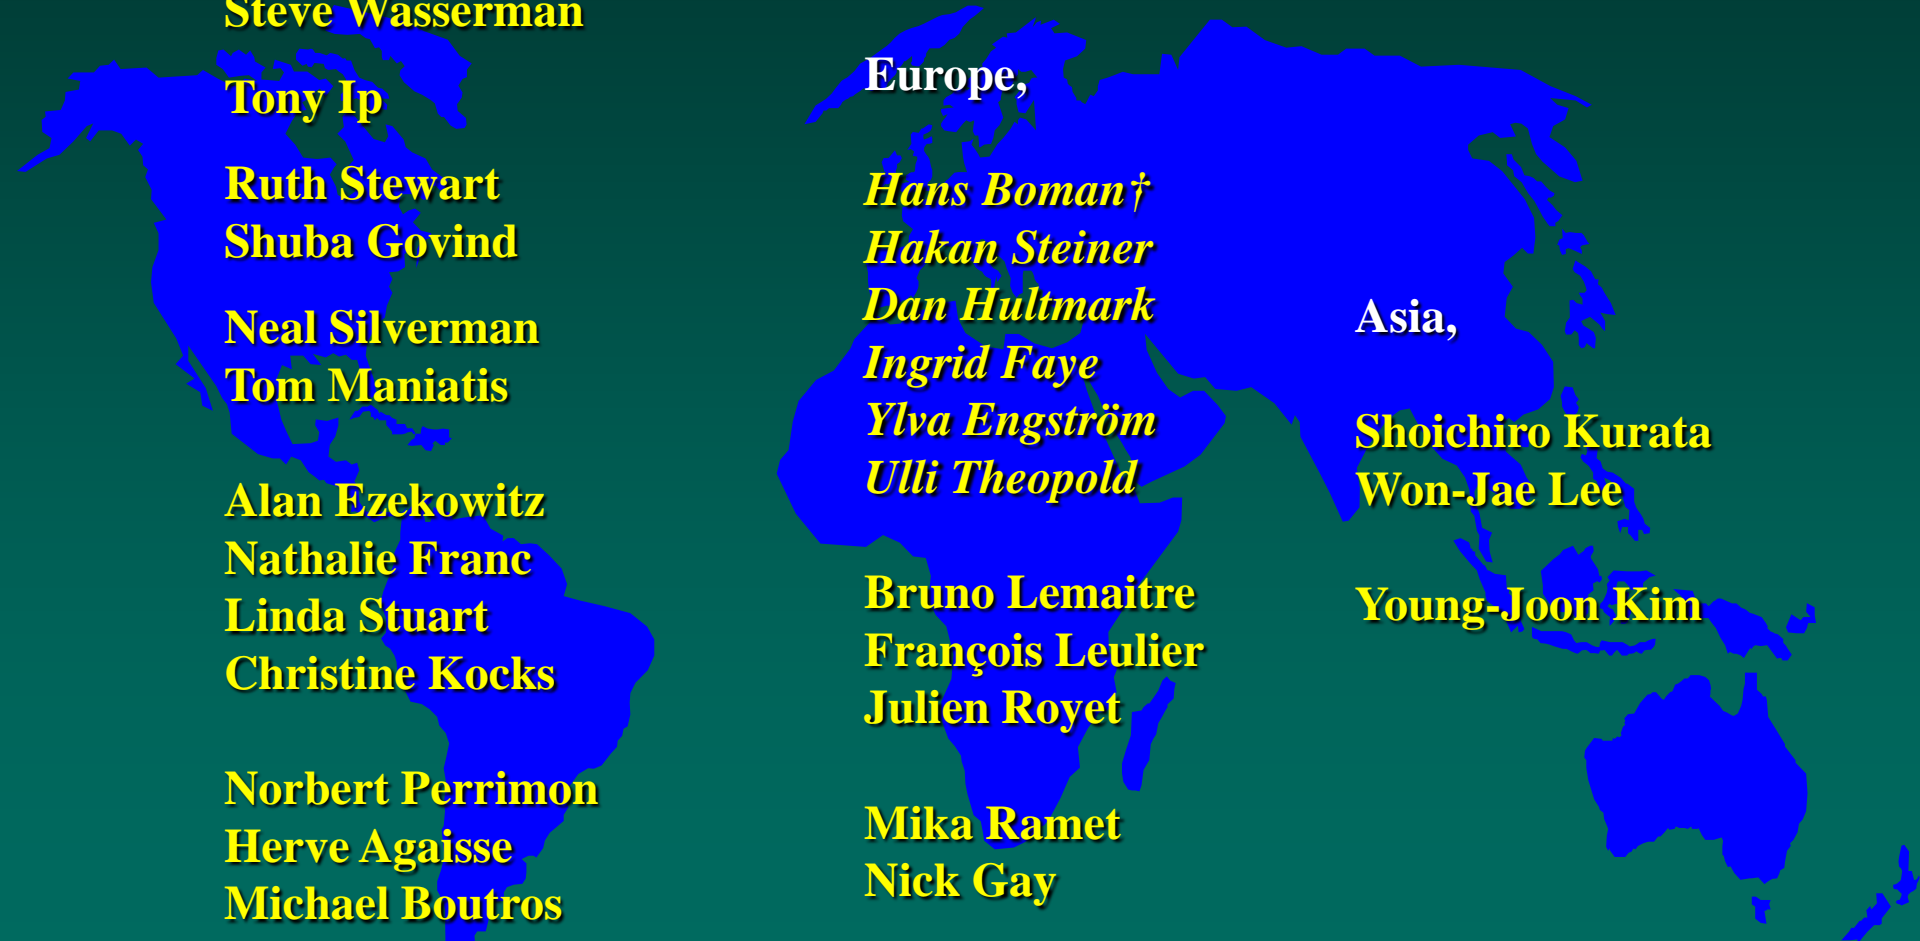 Steve Wasserman
Tony Ip
Ruth Stewart
Shuba Govind
Neal Silverman
Tom Maniatis
Alan Ezekowitz
Nathalie Franc
Linda Stuart
Christine Kocks
Norbert Perrimon
Herve Agaisse
Michael Boutros
Europe,
Hans Boman†
Hakan Steiner
Dan Hultmark
Ingrid Faye
Ylva Engström
Ulli Theopold
Bruno Lemaitre
François Leulier
Julien Royet
Mika Ramet
Nick Gay
Asia,
Shoichiro Kurata
Won-Jae Lee
Young-Joon Kim